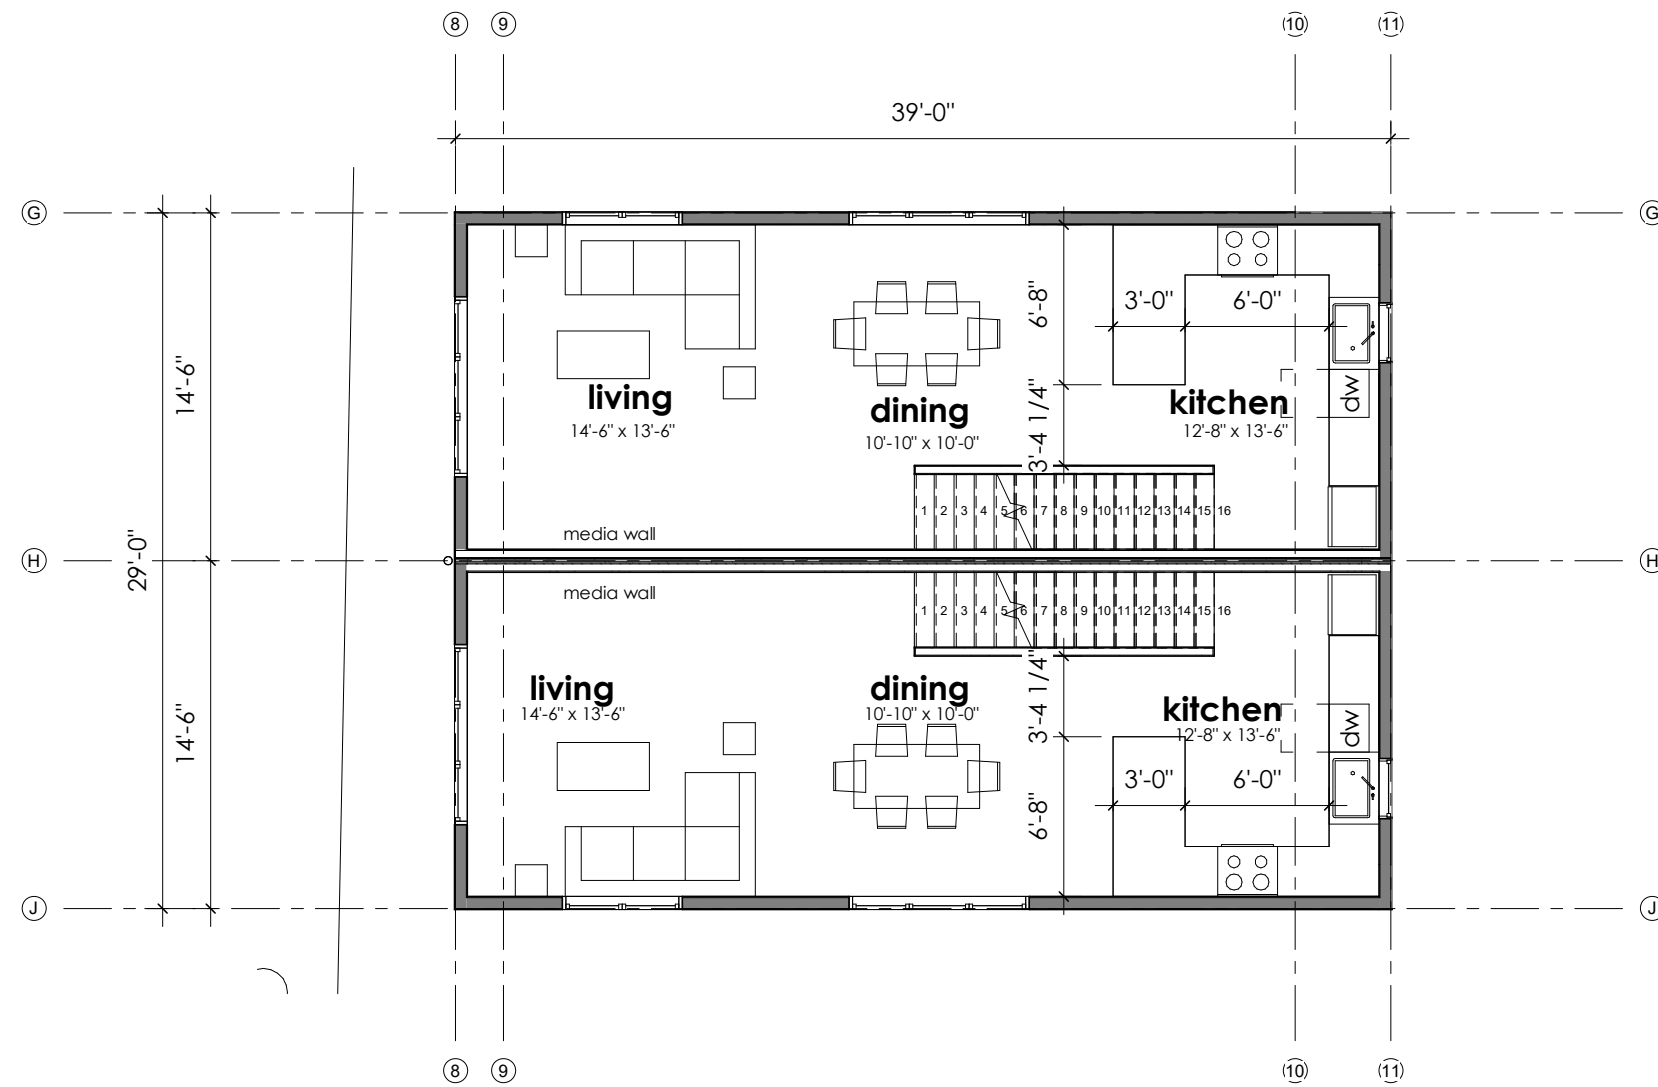 8 9 10 11
39'-0"
G G
6'-8" 3'-0" 6'-0"
14'-6"
living
14'-6" x 13'-6"
dining
10'-10" x 10'-0"
3'-4 1/4"
kitchen
12'-8" x 13'-6"
dw
1 2 3 4 5 6 7 8 9 10 11 12 13 14 15 16
media wall
29'-0"
H H
media wall
1 2 3 4 5 6 7 8 9 10 11 12 13 14 15 16
14'-6"
living
14'-6" x 13'-6"
dining
10'-10" x 10'-0"
3'-4 1/4"
kitchen
12'-8" x 13'-6"
dw
6'-8" 3'-0" 6'-0"
J J
8 9 10 11